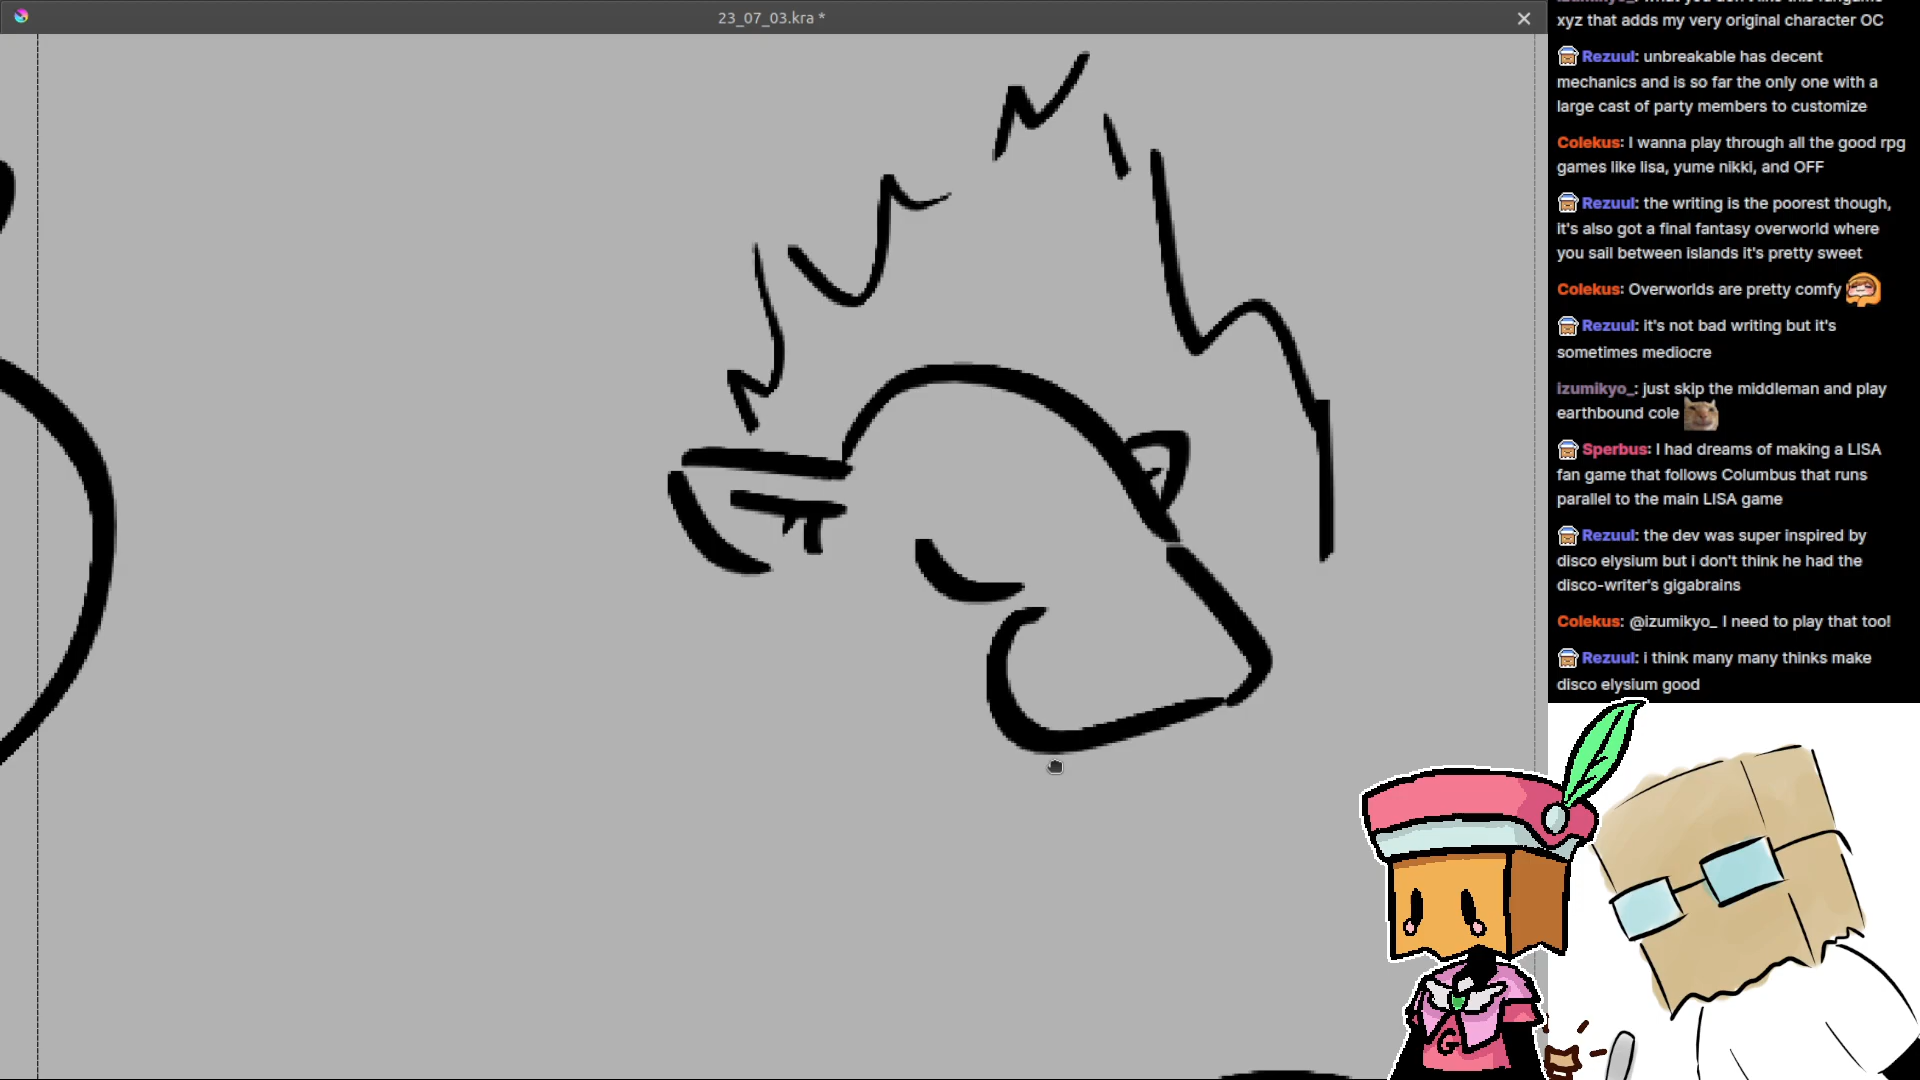 23_07_03.kra *
xyz that adds my very original character OC
Rezuul: unbreakable has decent
mechanics and is so far the only one with a
large cast of party members to customize
Colekus: I wanna play through all the good rpg
games like lisa, yume nikki, and OFF
Rezuul: the writing is the poorest though,
it's also got a final fantasy overworld where
you sail between islands it's pretty sweet
Colekus: Overworlds are pretty comfy
Rezuul: it's not bad writing but it's
sometimes mediocre
izumikyo_: just skip the middleman and play
earthbound cole
Sperbus: I had dreams of making a LISA
fan game that follows Columbus that runs
parallel to the main LISA game
Rezuul: the dev was super inspired by
disco elysium but i don't think he had the
disco-writer's gigabrains
Colekus: @izumikyo_ I need to play that too!
Rezuul: i think many many thinks make
disco elysium good
G